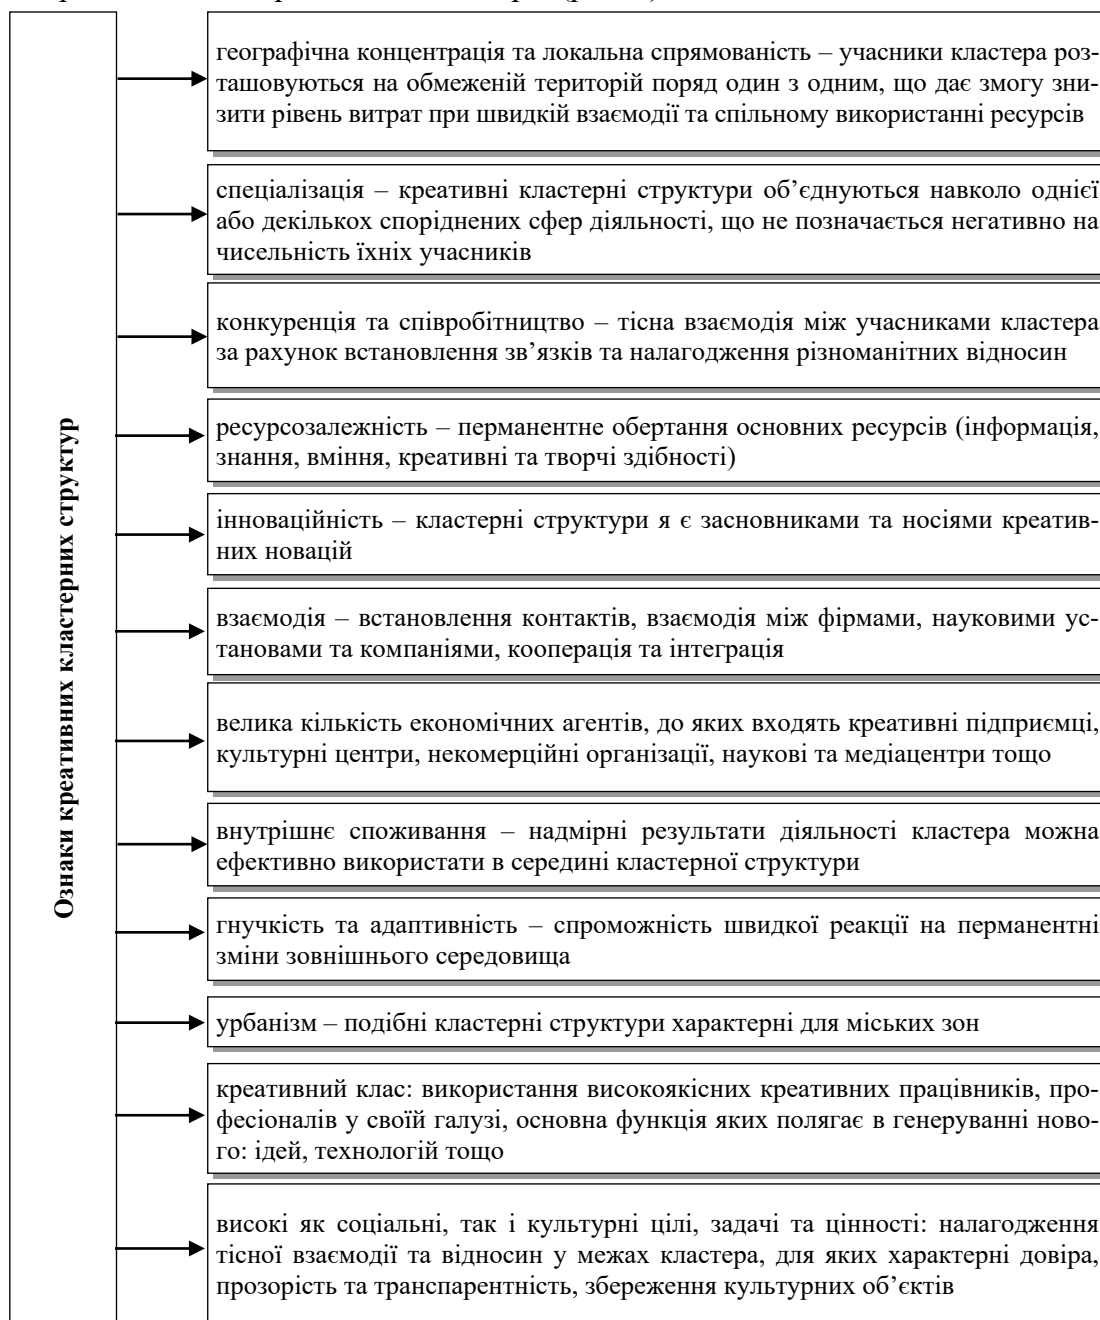 Ознаки креативних кластерних структур
географічна концентрація та локальна спрямованість – учасники кластера роз-
ташовуються на обмеженій територій поряд один з одним, що дає змогу зни-
зити рівень витрат при швидкій взаємодії та спільному використанні ресурсів
спеціалізація – креативні кластерні структури об’єднуються навколо однієї
або декількох споріднених сфер діяльності, що не позначається негативно на
чисельність їхніх учасників
конкуренція та співробітництво – тісна взаємодія між учасниками кластера
за рахунок встановлення зв’язків та налагодження різноманітних відносин
ресурсозалежність – перманентне обертання основних ресурсів (інформація,
знання, вміння, креативні та творчі здібності)
інноваційність – кластерні структури я є засновниками та носіями креатив-
них новацій
взаємодія – встановлення контактів, взаємодія між фірмами, науковими ус-
тановами та компаніями, кооперація та інтеграція
велика кількість економічних агентів, до яких входять креативні підприємці,
культурні центри, некомерційні організації, наукові та медіацентри тощо
внутрішнє споживання – надмірні результати діяльності кластера можна
ефективно використати в середині кластерної структури
гнучкість та адаптивність – спроможність швидкої реакції на перманентні
зміни зовнішнього середовища
урбанізм – подібні кластерні структури характерні для міських зон
креативний клас: використання високоякісних креативних працівників, про-
фесіоналів у своїй галузі, основна функція яких полягає в генеруванні ново-
го: ідей, технологій тощо
високі як соціальні, так і культурні цілі, задачі та цінності: налагодження
тісної взаємодії та відносин у межах кластера, для яких характерні довіра,
прозорість та транспарентність, збереження культурних об’єктів